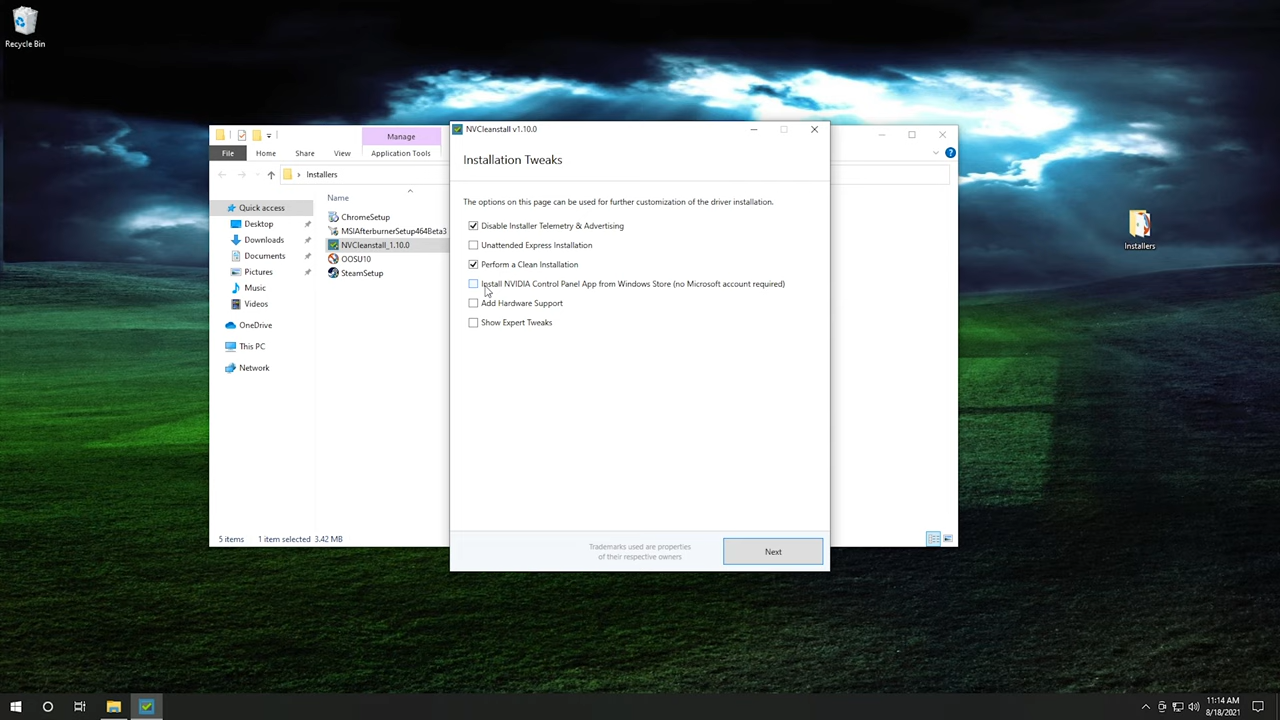 Recycle Bin
Manage
File
Home
Share
View
Application Tools
Installers
Quick access
Desktop
Downloads
Documents
Pictures
Music
Videos
OneDrive
This PC
Network
Name
ChromeSetup
MSIAfterburnerSetup464Beta3
NVCleanstall_1.10.0
OOSU10
SteamSetup
5 items
1 item selected
3.42 MB
NVCleanstall v1.10.0
Installation Tweaks
The options on this page can be used for further customization of the driver installation.
Disable Installer Telemetry & Advertising
Unattended Express Installation
Perform a Clean Installation
Install NVIDIA Control Panel App from Windows Store (no Microsoft account required)
Add Hardware Support
Show Expert Tweaks
Trademarks used are properties
of their respective owners
Next
Installers
11:14 AM
8/18/2021